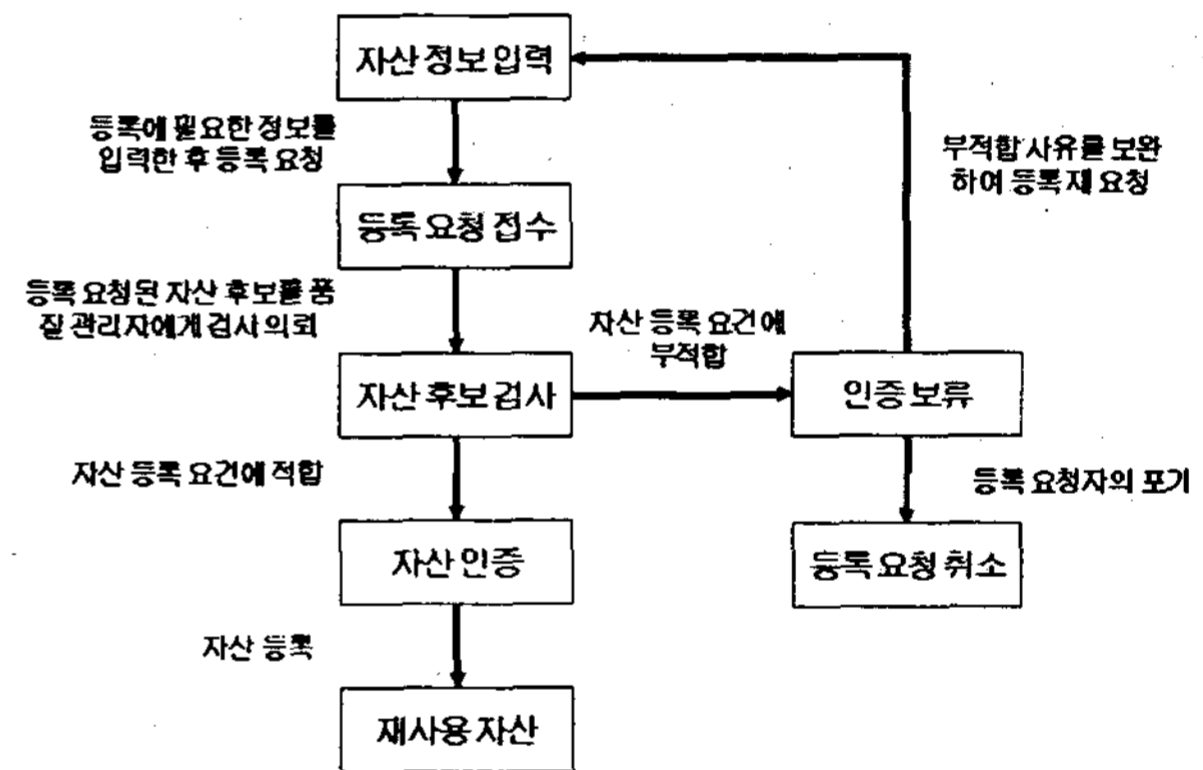 자산 정보 입력
등록에 필요한 정보를
입력한 후 등록 요청
부적합 사유를 보완
하여 등록 재 요청
등록 요청 접수
등록 요청된 자산 후보를 품
질 관리자에게 검사 의뢰
자산 등록 요건에
부적합
자산 후보 검사
인증 보류
자산 등록 요건에 적합
등록 요청자의 포기
자산 인증
등록 요청 취소
자산 등록
재사용 자산